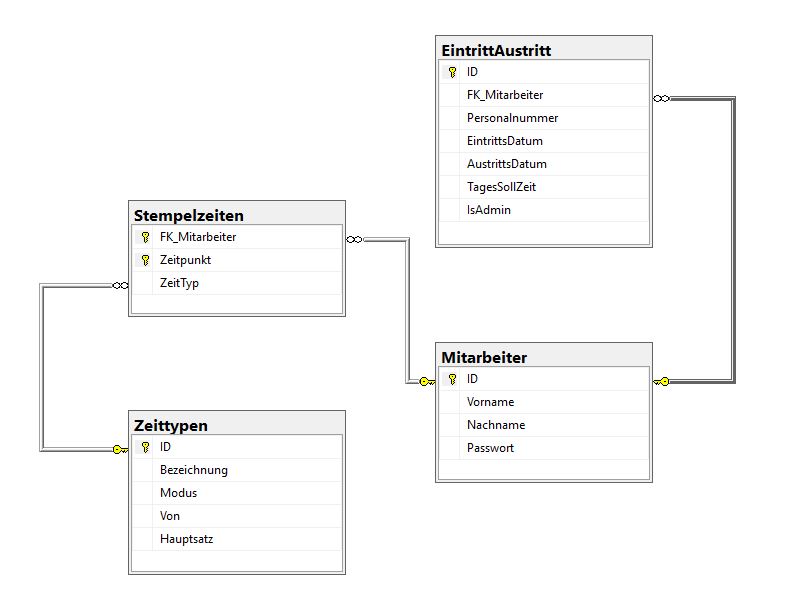 EintrittAustritt
ID
FK_Mitarbeiter
Personalnummer
EintrittsDatum
AustrittsDatum
TagesSollZeit
IsAdmin
Stempelzeiten
FK_Mitarbeiter
Zeitpunkt
ZeitTyp
Mitarbeiter
ID
Vorname
Nachname
Passwort
Zeittypen
ID
Bezeichnung
Modus
Von
Hauptsatz